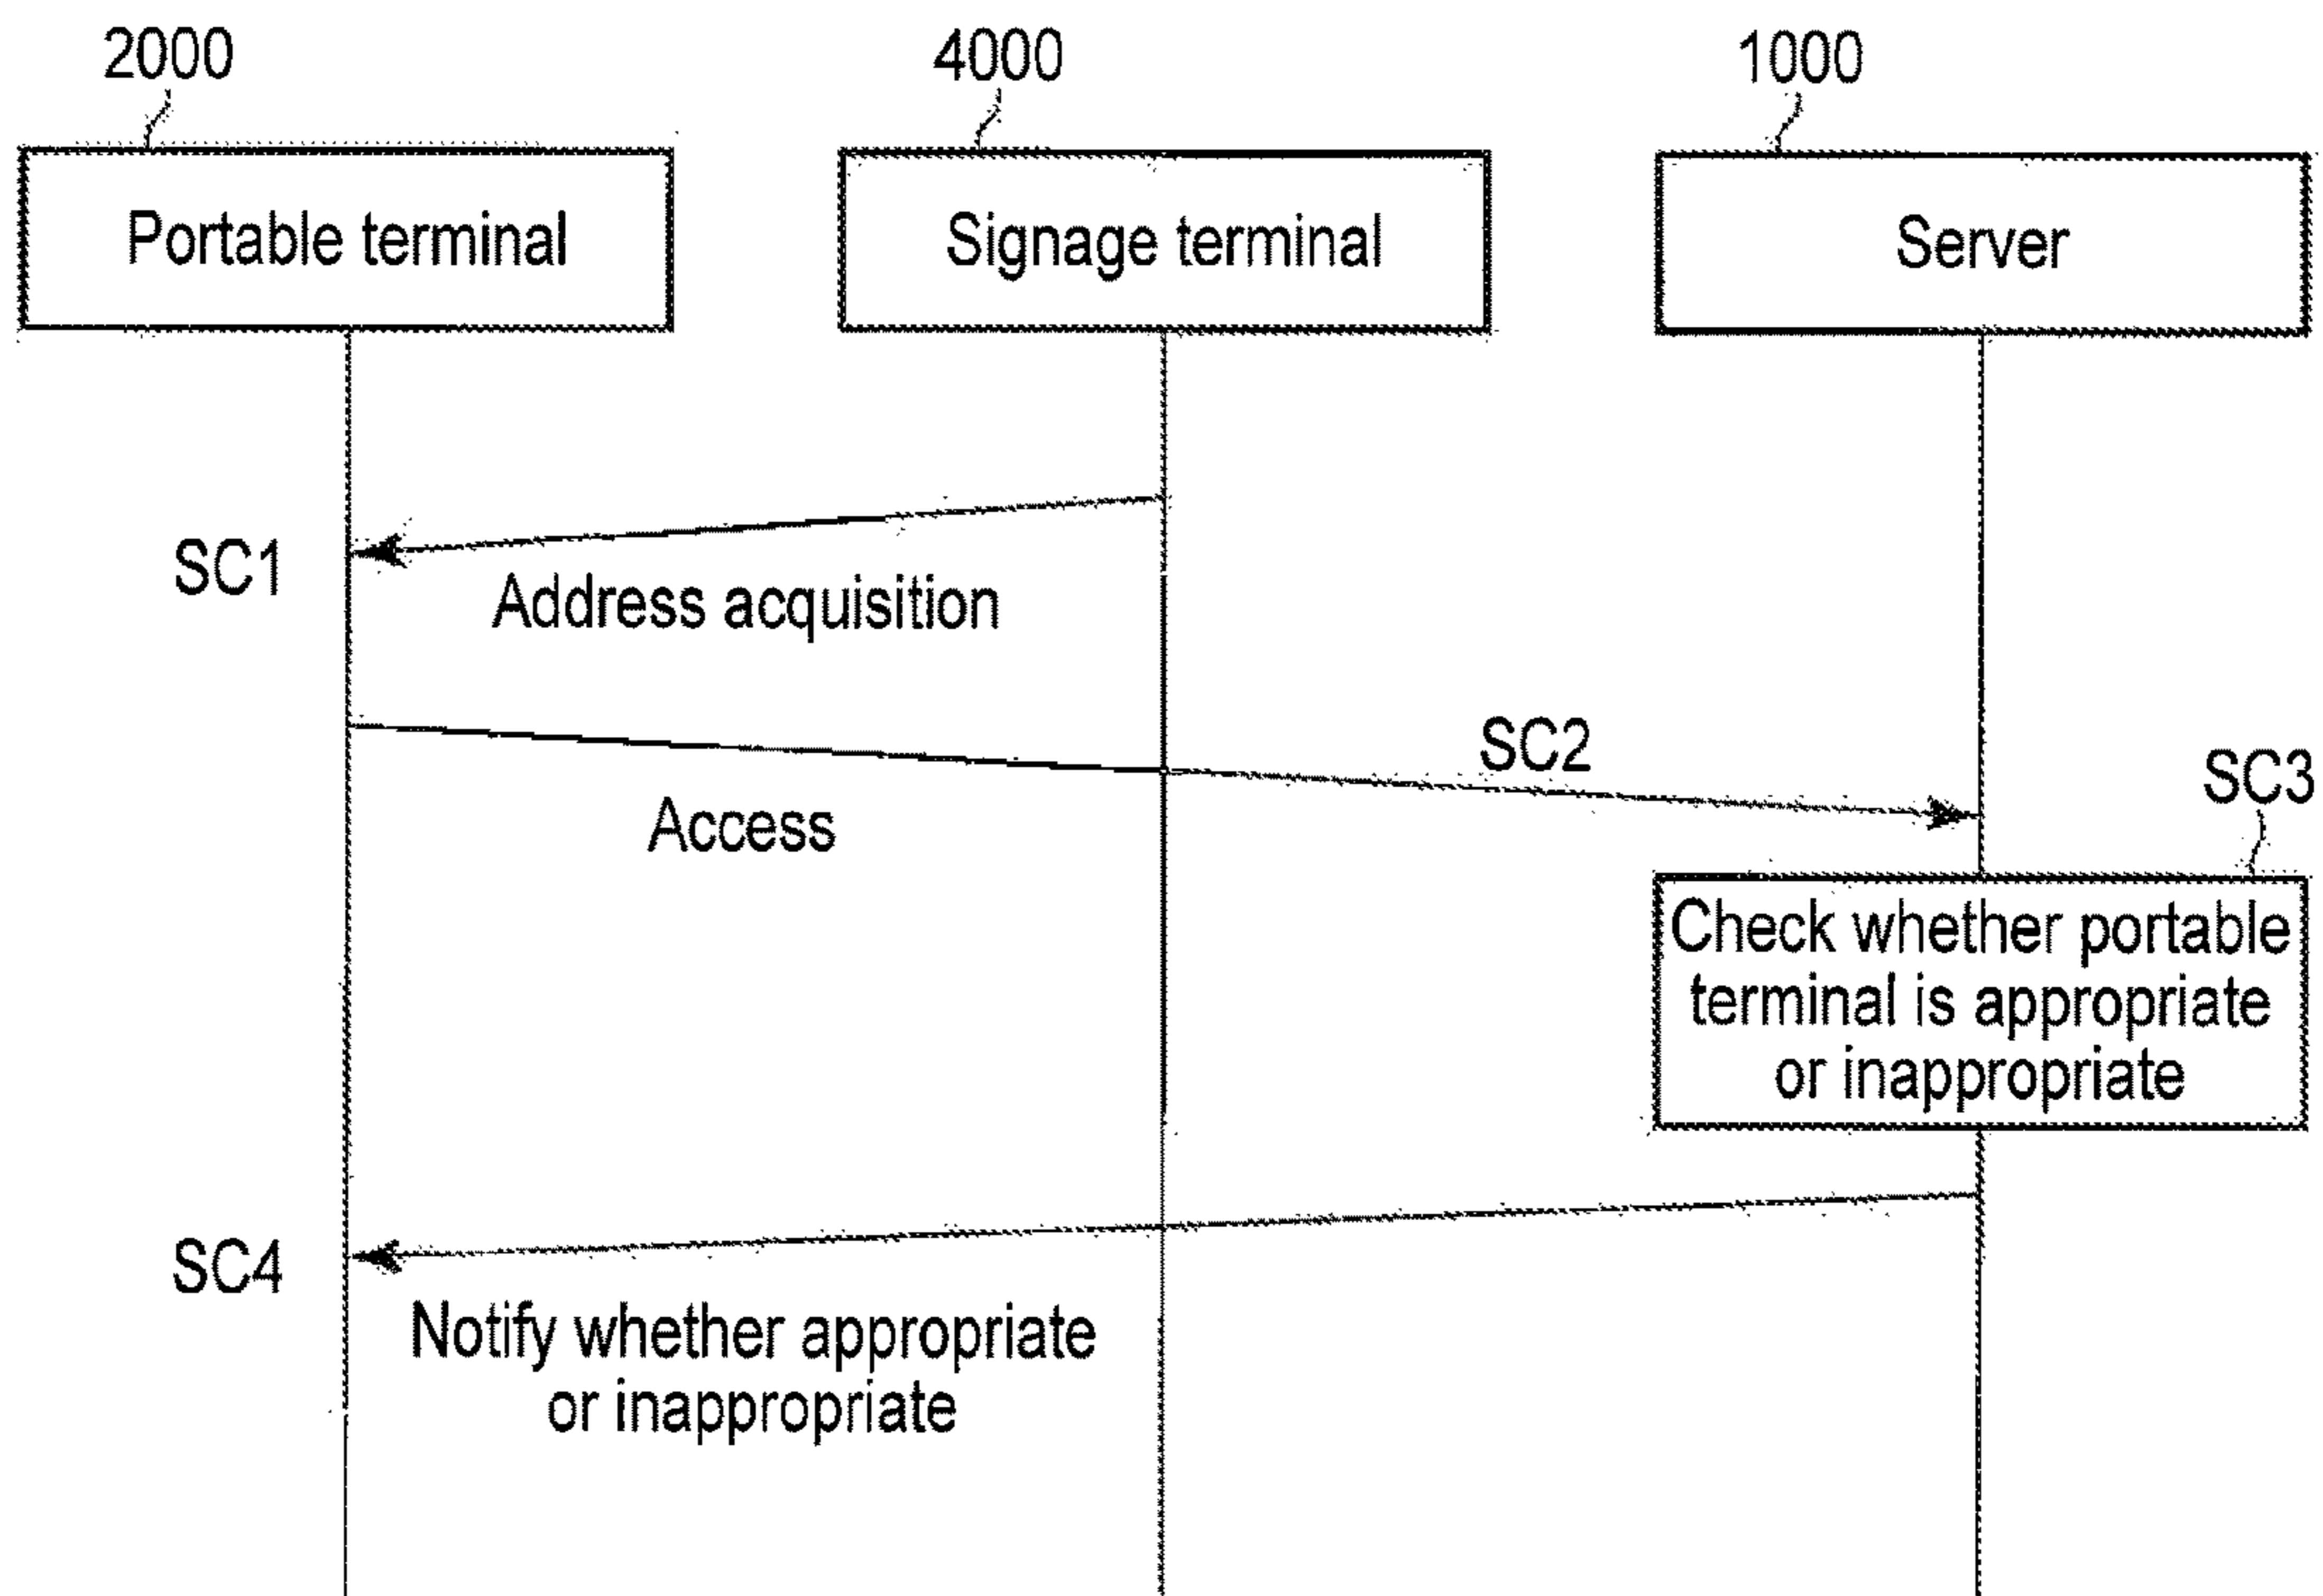 2000
4000
1000
Portable terminal
Signage terminal
Server
SC1
Address acquisition
SC2
Access
SC3
Check whether portable
terminal is appropriate
or inappropriate
SC4
Notify whether appropriate
or inappropriate